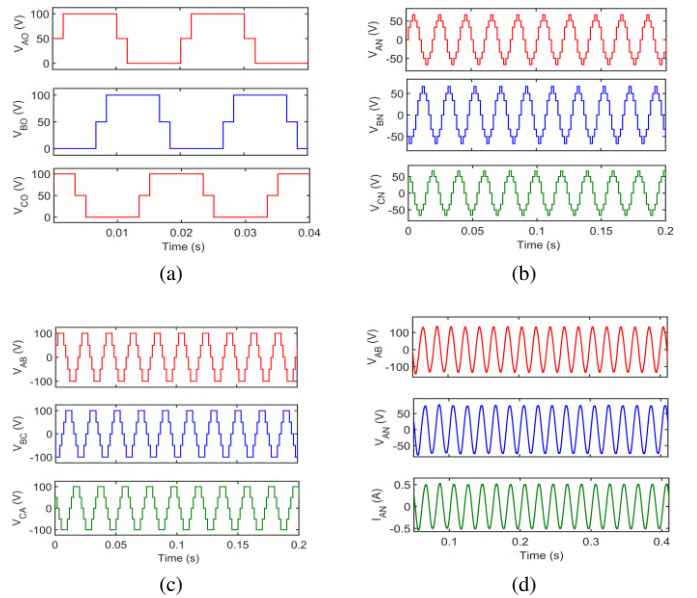 V_AO (V)
100
50
0
V_BO (V)
100
50
0
V_CO (V)
100
50
0
0.01
0.02
0.03
0.04
Time (s)
(a)
V_AN (V)
50
0
-50
V_BN (V)
50
0
-50
V_CN (V)
50
0
-50
0
0.05
0.1
0.15
0.2
Time (s)
(b)
V_AB (V)
100
0
-100
V_BC (V)
100
0
-100
V_CA (V)
100
0
-100
0
0.05
0.1
0.15
0.2
Time (s)
(c)
V_AB (V)
100
0
-100
V_AN (V)
50
0
-50
I_AN (A)
0.5
0
-0.5
0.1
0.2
0.3
0.4
Time (s)
(d)